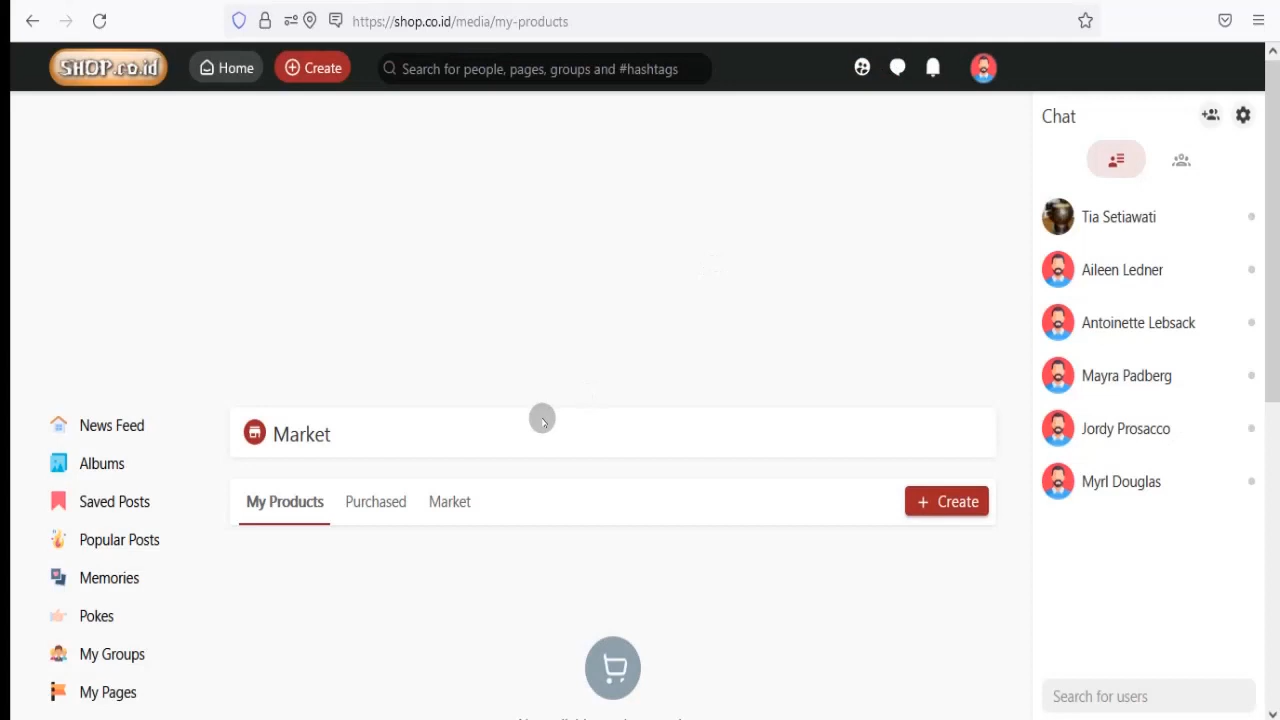 https://shop.co.id/media/my-products
SHOP.co.id
Home
Create
Search for people, pages, groups and #hashtags
Chat
Tia Setiawati
Aileen Ledner
Antoinette Lebsack
Mayra Padberg
Jordy Prosacco
Myrl Douglas
Search for users
News Feed
Albums
Saved Posts
Popular Posts
Memories
Pokes
My Groups
My Pages
Market
My Products
Purchased
Market
+ Create